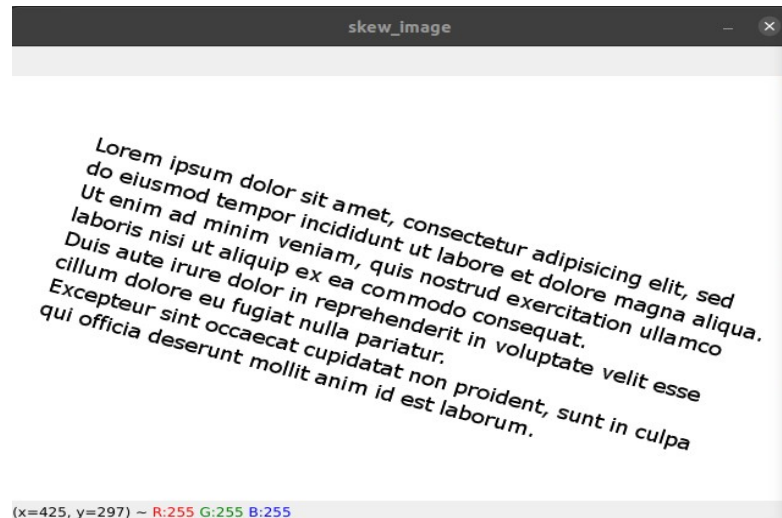 skew_image
Lorem ipsum dolor sit amet, consectetur adipisicing elit, sed
do eiusmod tempor incididunt ut labore et dolore magna aliqua.
Ut enim ad minim veniam, quis nostrud exercitation ullamco
laboris nisi ut aliquip ex ea commodo consequat.
Duis aute irure dolor in reprehenderit in voluptate velit esse
cillum dolore eu fugiat nulla pariatur.
Excepteur sint occaecat cupidatat non proident, sunt in culpa
qui officia deserunt mollit anim id est laborum.
(x=425, y=297) ~ R:255 G:255 B:255